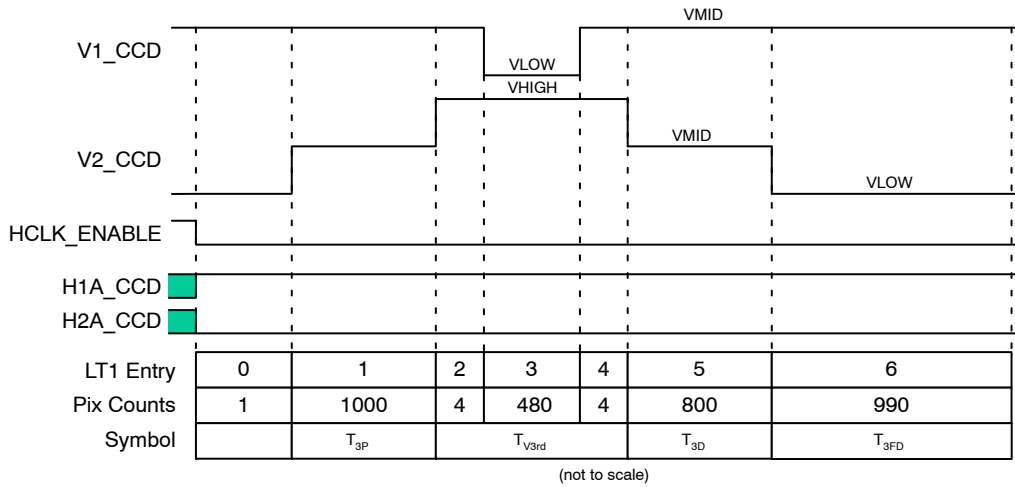 VMID
V1_CCD
VLOW
VHIGH
VMID
V2_CCD
VLOW
HCLK_ENABLE
H1A_CCD
H2A_CCD
LT1 Entry 0 1 2 3 4 5 6
Pix Counts 1 1000 4 480 4 800 990
Symbol T3P TV3rd T3D T3FD
(not to scale)